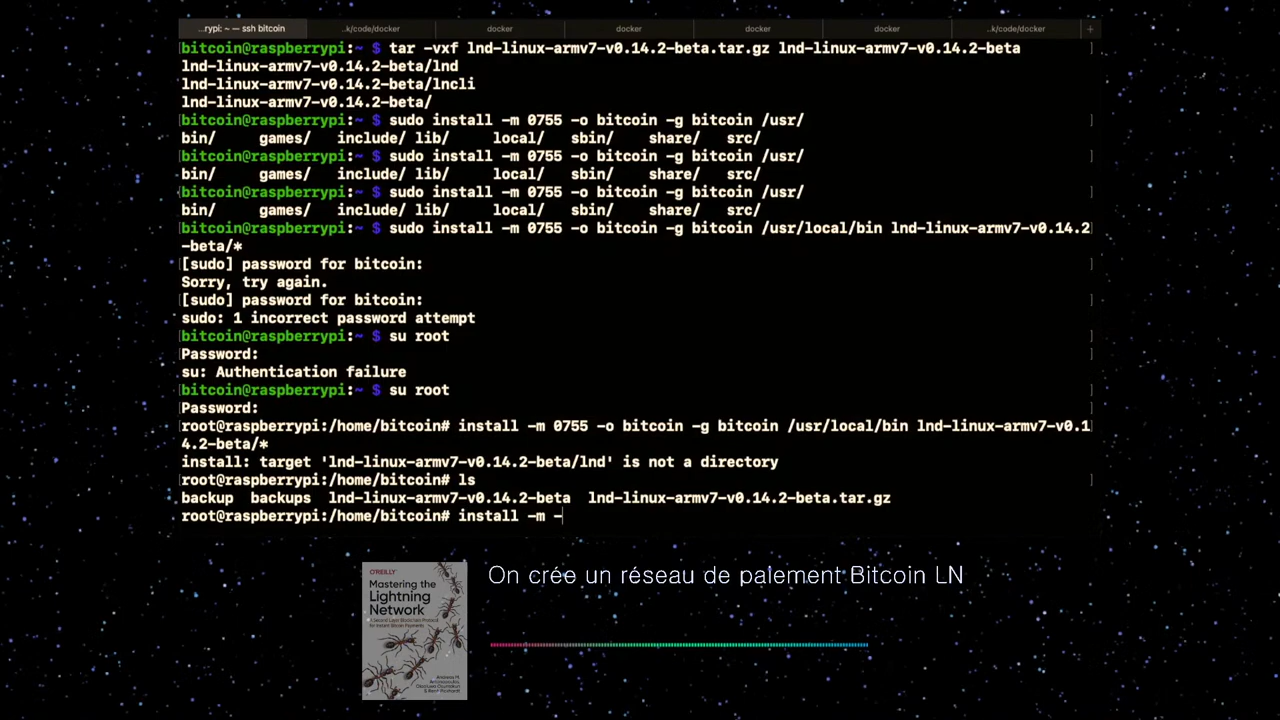 ...rypi: ~ — ssh bitcoin
..k/code/docker
docker
docker
docker
docker
..k/code/docker
+
bitcoin@raspberrypi:~ $ tar -vxf lnd-linux-armv7-v0.14.2-beta.tar.gz lnd-linux-armv7-v0.14.2-beta
lnd-linux-armv7-v0.14.2-beta/lnd
lnd-linux-armv7-v0.14.2-beta/lncli
lnd-linux-armv7-v0.14.2-beta/
bitcoin@raspberrypi:~ $ sudo install -m 0755 -o bitcoin -g bitcoin /usr/
bin/ games/ include/ lib/ local/ sbin/ share/ src/
bitcoin@raspberrypi:~ $ sudo install -m 0755 -o bitcoin -g bitcoin /usr/
bin/ games/ include/ lib/ local/ sbin/ share/ src/
bitcoin@raspberrypi:~ $ sudo install -m 0755 -o bitcoin -g bitcoin /usr/
bin/ games/ include/ lib/ local/ sbin/ share/ src/
bitcoin@raspberrypi:~ $ sudo install -m 0755 -o bitcoin -g bitcoin /usr/local/bin lnd-linux-armv7-v0.14.2
-beta/*
[sudo] password for bitcoin:
Sorry, try again.
[sudo] password for bitcoin:
sudo: 1 incorrect password attempt
bitcoin@raspberrypi:~ $ su root
Password:
su: Authentication failure
bitcoin@raspberrypi:~ $ su root
Password:
root@raspberrypi:/home/bitcoin# install -m 0755 -o bitcoin -g bitcoin /usr/local/bin lnd-linux-armv7-v0.1
4.2-beta/*
install: target 'lnd-linux-armv7-v0.14.2-beta/lnd' is not a directory
root@raspberrypi:/home/bitcoin# ls
backup backups lnd-linux-armv7-v0.14.2-beta lnd-linux-armv7-v0.14.2-beta.tar.gz
root@raspberrypi:/home/bitcoin# install -m -
O'REILLY
Mastering the
Lightning
Network
On crée un réseau de paiement Bitcoin LN